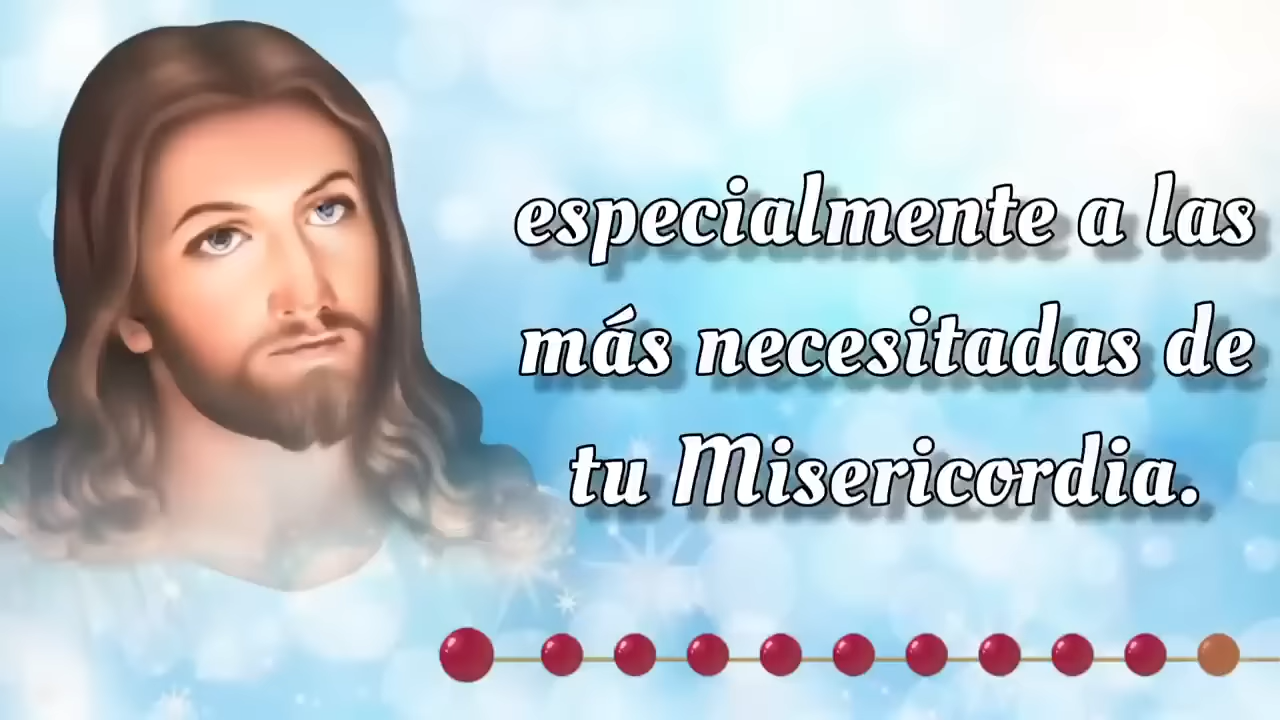 especialmente a las
más necesitadas de
tu Misericordia.